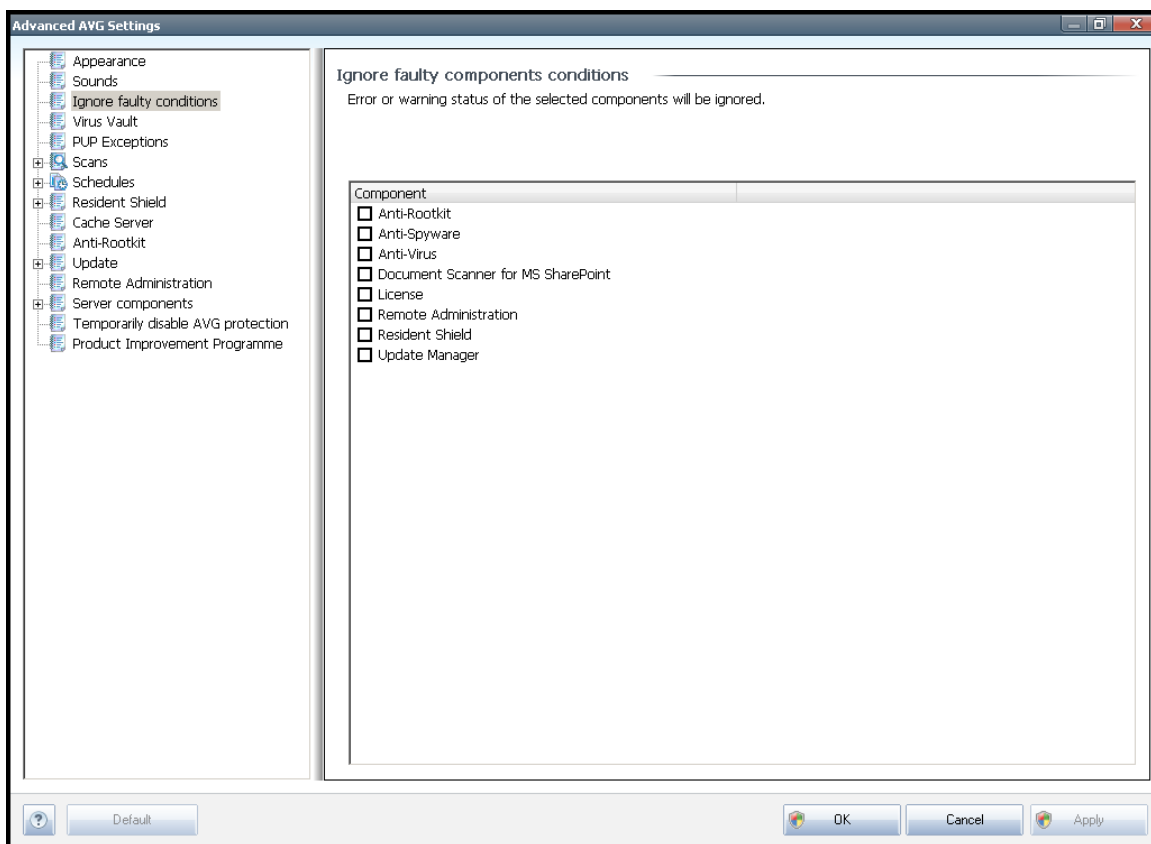 Advanced AVG Settings
Appearance
Sounds
Ignore faulty conditions
Virus Vault
PUP Exceptions
Scans
Schedules
Resident Shield
Cache Server
Anti-Rootkit
Update
Remote Administration
Server components
Temporarily disable AVG protection
Product Improvement Programme
Ignore faulty components conditions
Error or warning status of the selected components will be ignored.
Component
Anti-Rootkit
Anti-Spyware
Anti-Virus
Document Scanner for MS SharePoint
License
Remote Administration
Resident Shield
Update Manager
?
Default
OK
Cancel
Apply